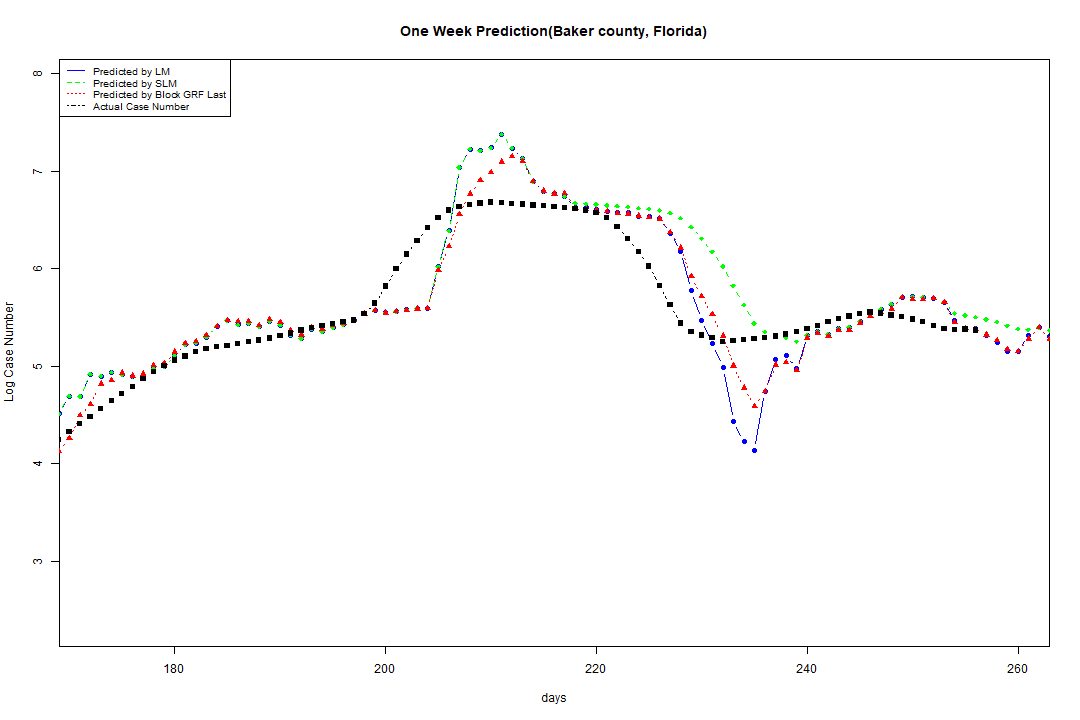 One Week Prediction(Baker county, Florida)
Predicted by LM
Predicted by SLM
Predicted by Block GRF Last
Actual Case Number
8
7
6
5
4
3
Log Case Number
180 200 220 240 260
days